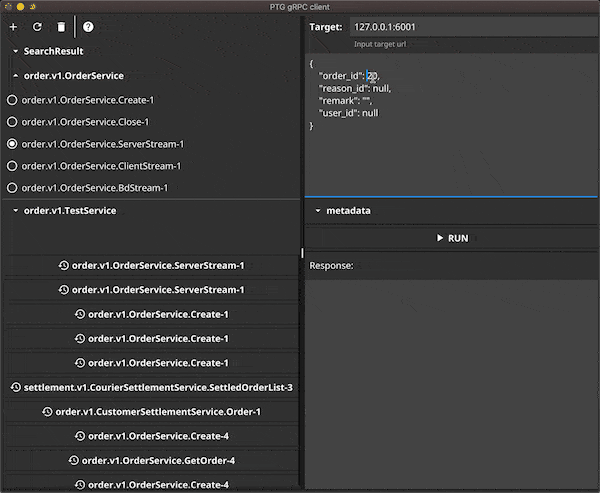 PTG gRPC client
SearchResult
order.v1.OrderService
order.v1.OrderService.Create-1
order.v1.OrderService.Close-1
order.v1.OrderService.ServerStream-1
order.v1.OrderService.ClientStream-1
order.v1.OrderService.BdStream-1
order.v1.TestService
order.v1.OrderService.ServerStream-1
order.v1.OrderService.ServerStream-1
order.v1.OrderService.Create-1
order.v1.OrderService.Create-1
order.v1.OrderService.Create-1
settlement.v1.CourierSettlementService.SettledOrderList-3
order.v1.CustomerSettlementService.Order-1
order.v1.OrderService.Create-4
order.v1.OrderService.GetOrder-4
order.v1.OrderService.Create-4
Target: 127.0.0.1:6001
Input target url
{
"order_id": 20,
"reason_id": null,
"remark": "",
"user_id": null
}
metadata
RUN
Response: